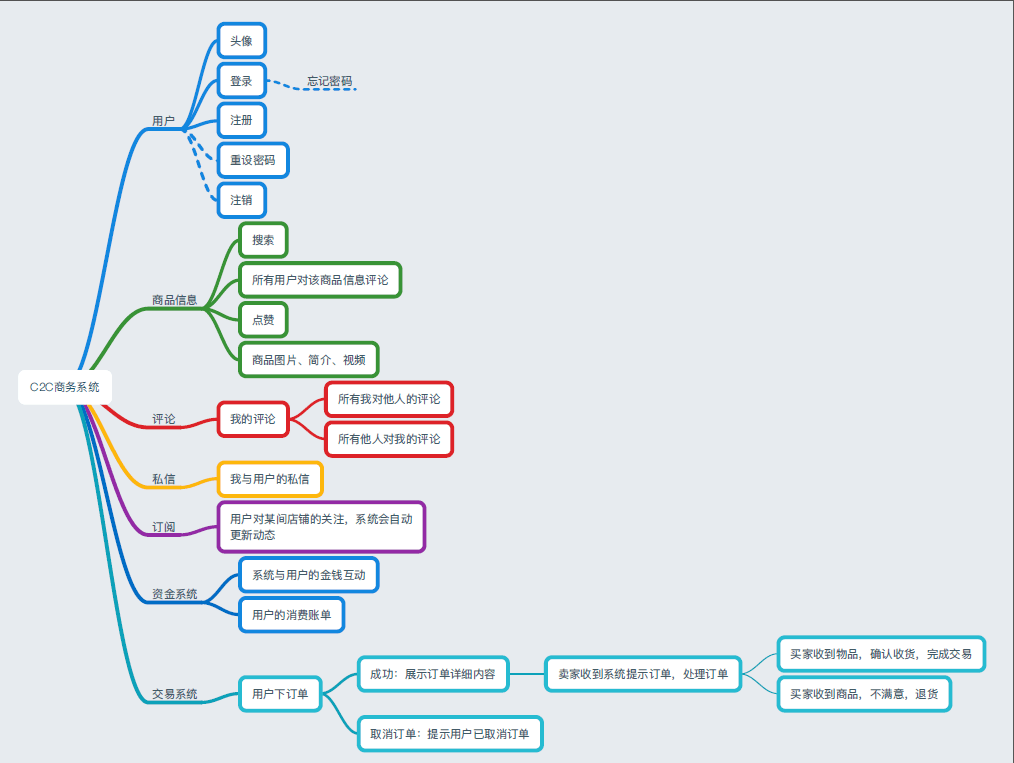 C2C商务系统
用户
头像
登录
忘记密码
注册
重设密码
注销
商品信息
搜索
所有用户对该商品信息评论
点赞
商品图片、简介、视频
评论
我的评论
所有我对他人的评论
所有他人对我的评论
私信
我与用户的私信
订阅
用户对某间店铺的关注，系统会自动
更新动态
资金系统
系统与用户的金钱互动
用户的消费账单
交易系统
用户下订单
成功：展示订单详细内容
卖家收到系统提示订单，处理订单
买家收到物品，确认收货，完成交易
买家收到商品，不满意，退货
取消订单：提示用户已取消订单